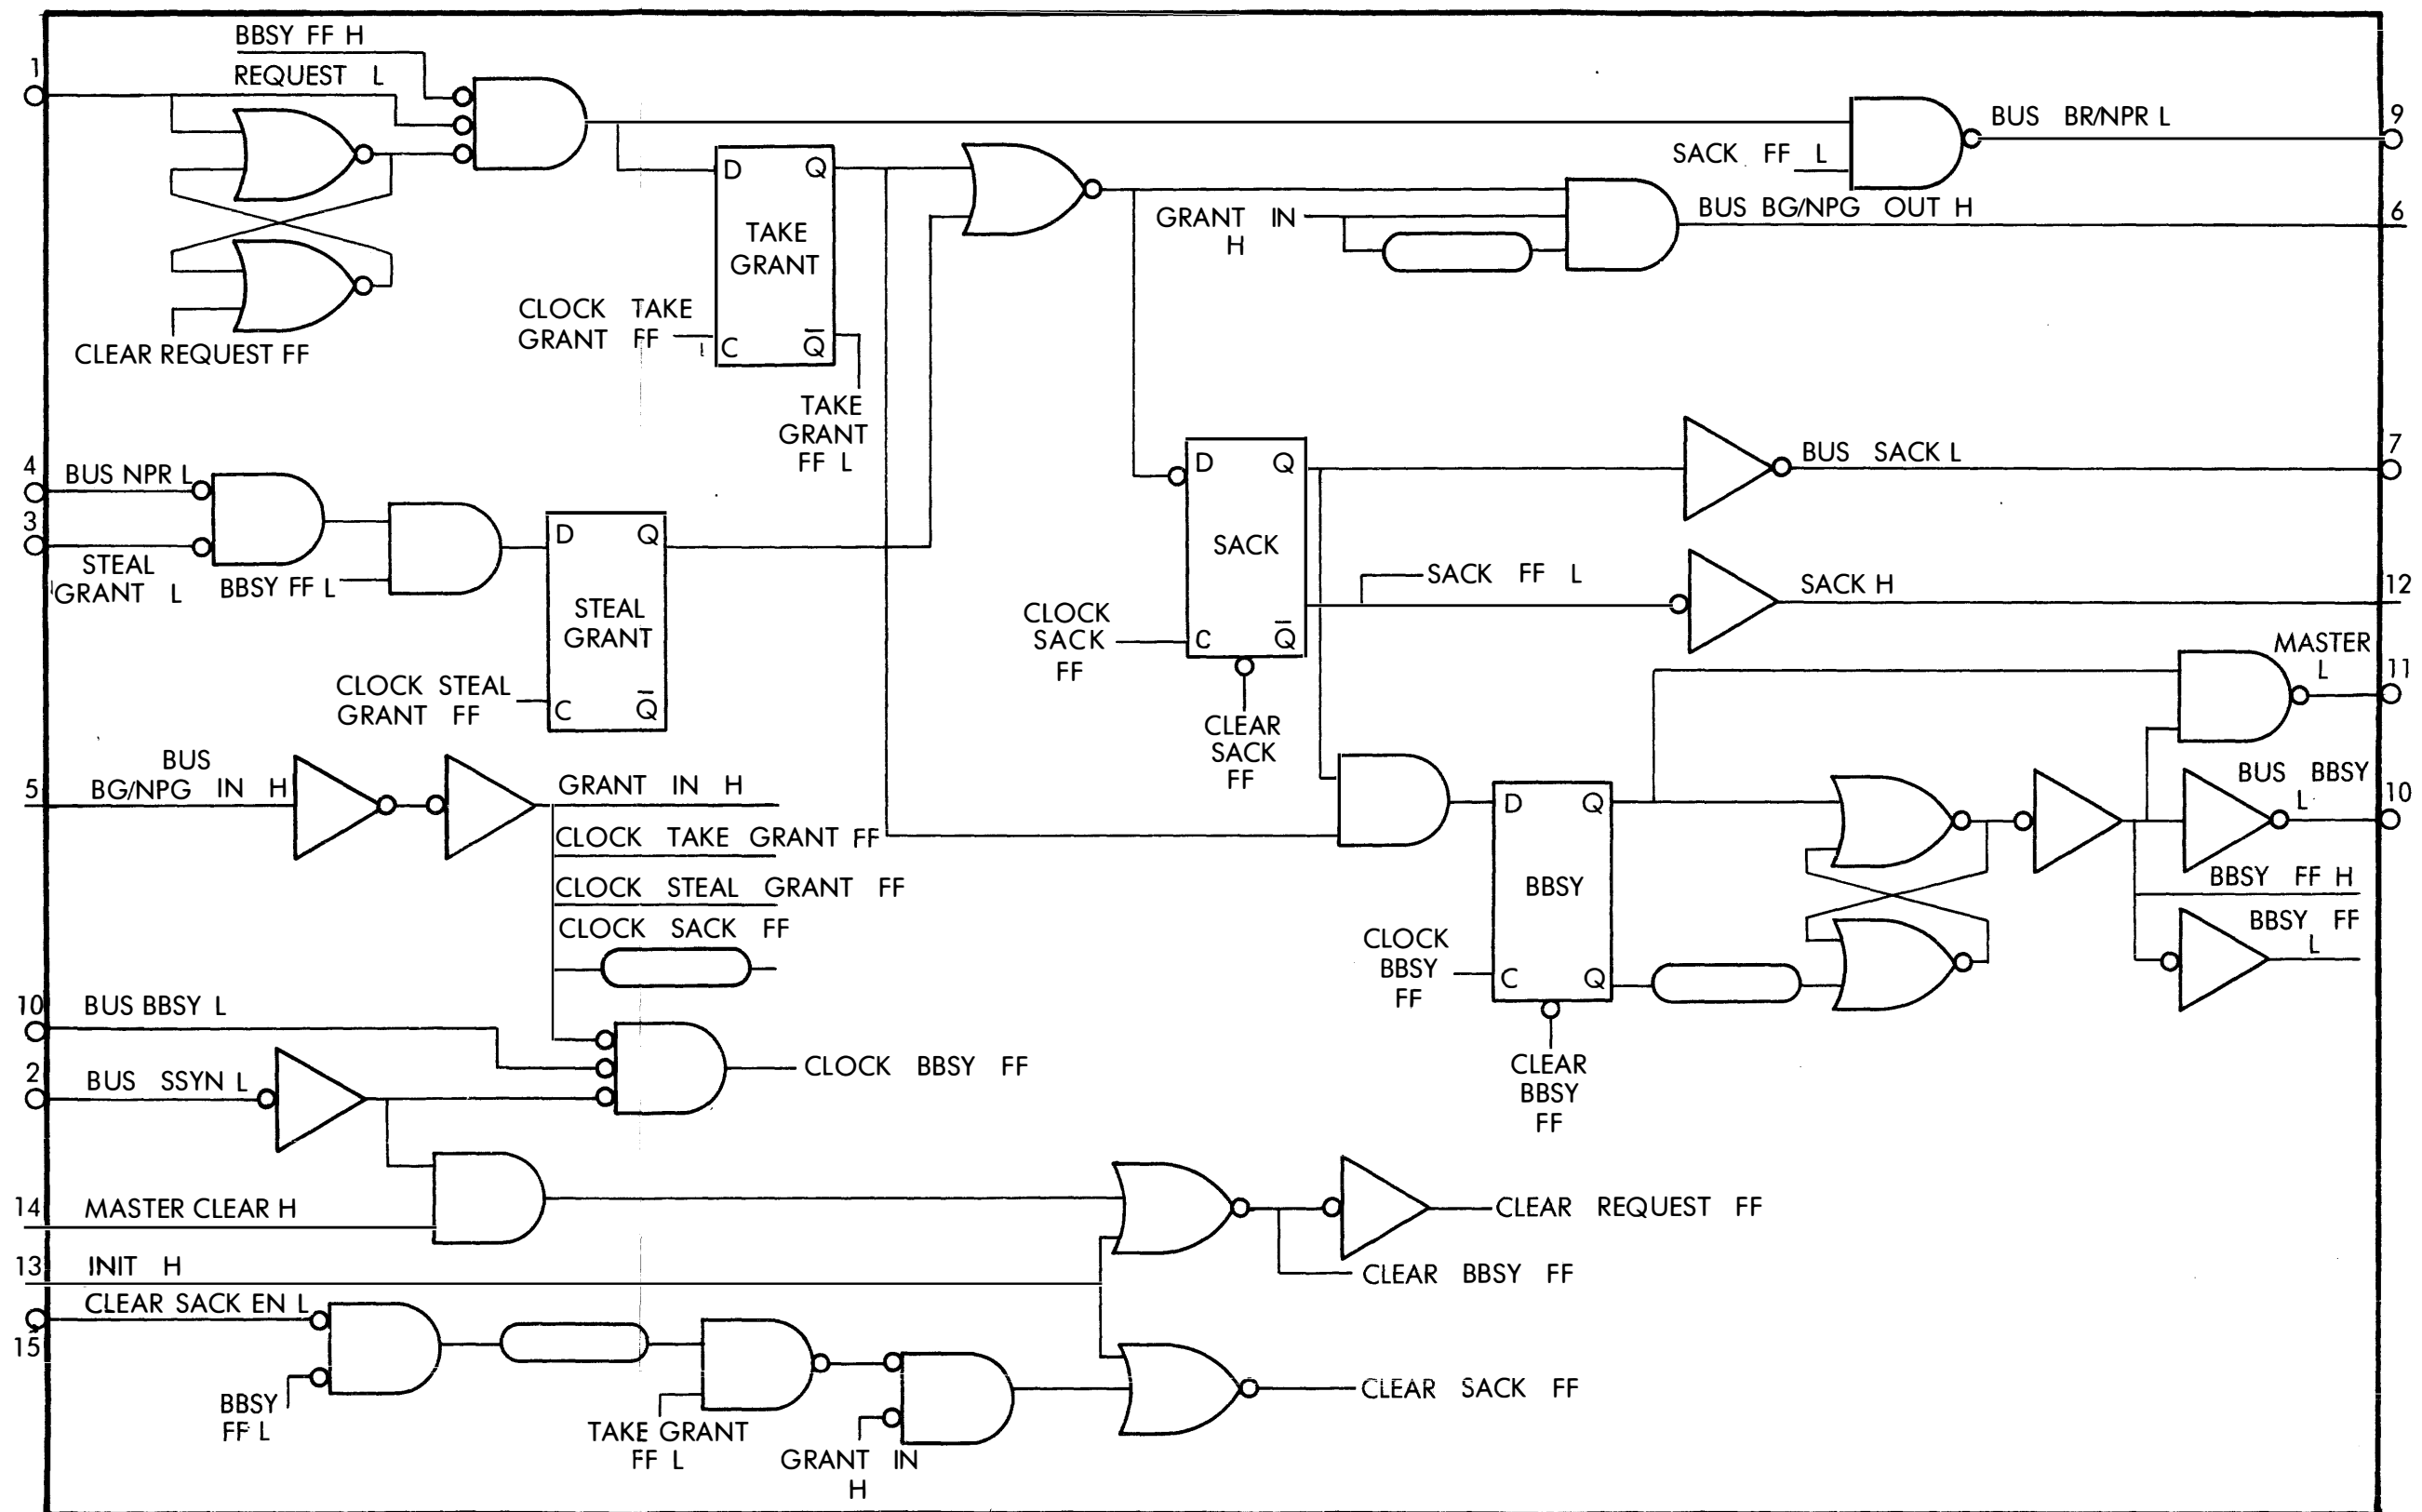 BBSY FF H
1
REQUEST L
CLEAR REQUEST FF
D Q
TAKE
GRANT
C Q
CLOCK TAKE
GRANT FF
TAKE
GRANT
FF L
GRANT IN
H
SACK FF L
BUS BR/NPR L
9
BUS BG/NPG OUT H
6
4
BUS NPR L
3
STEAL
GRANT L
BBSY FF L
D Q
STEAL
GRANT
C Q
CLOCK STEAL
GRANT FF
D Q
SACK
C Q
CLOCK
SACK
FF
CLEAR
SACK
FF
BUS SACK L
7
SACK FF L
SACK H
12
MASTER
L
11
BUS
BG/NPG IN H
5
GRANT IN H
CLOCK TAKE GRANT FF
CLOCK STEAL GRANT FF
CLOCK SACK FF
D Q
BBSY
C Q
CLOCK
BBSY
FF
CLEAR
BBSY
FF
BUS BBSY
L
10
BBSY FF H
BBSY FF
L
10
BUS BBSY L
2
BUS SSYN L
CLOCK BBSY FF
14
MASTER CLEAR H
13
INIT H
CLEAR SACK EN L
15
BBSY
FF L
TAKE GRANT
FF L
GRANT IN
H
CLEAR REQUEST FF
CLEAR BBSY FF
CLEAR SACK FF